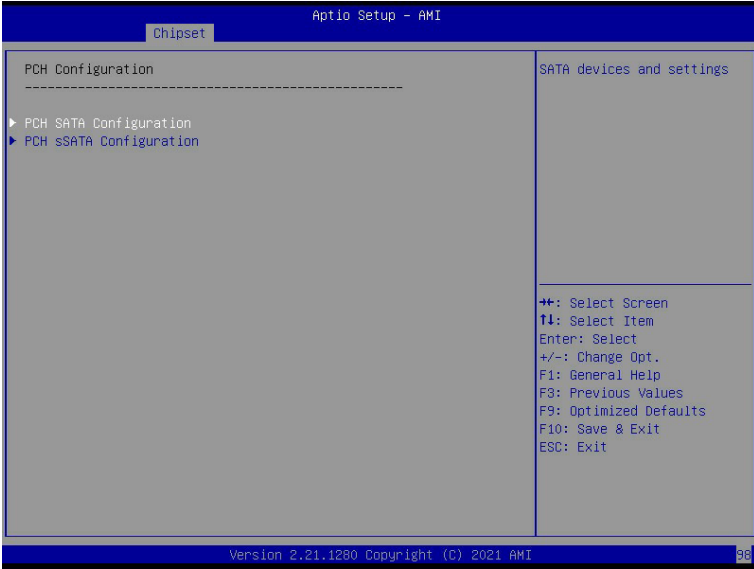 Aptio Setup – AMI
Chipset
PCH Configuration
------------------------------------------------
▶ PCH SATA Configuration
▶ PCH sSATA Configuration
SATA devices and settings
→←: Select Screen
↑↓: Select Item
Enter: Select
+/-: Change Opt.
F1: General Help
F3: Previous Values
F9: Optimized Defaults
F10: Save & Exit
ESC: Exit
Version 2.21.1280 Copyright (C) 2021 AMI
98